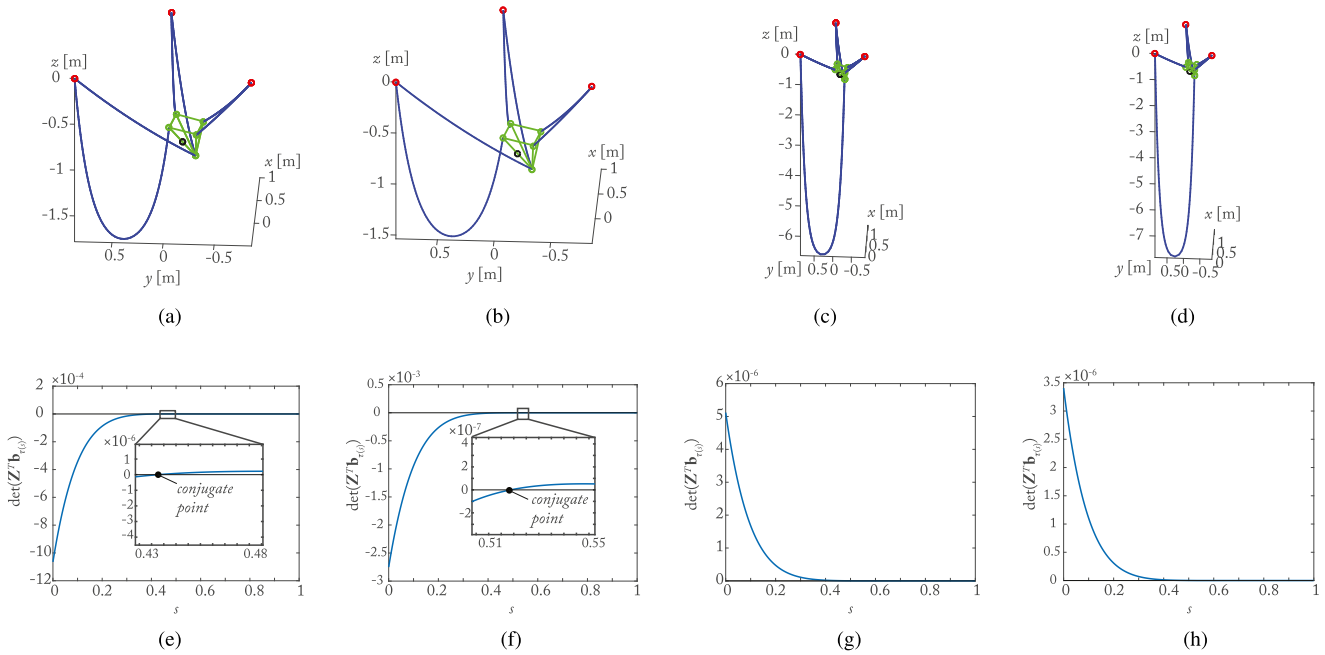 z [m]
0
-0.5
-1
-1.5
x [m]
1
0.5
0
0.5 0 -0.5
y [m]
(a)
z [m]
0
-0.5
-1
-1.5
x [m]
1
0.5
0
0.5 0 -0.5
y [m]
(b)
z [m]
0
-1
-2
-3
-4
-5
-6
x [m]
1
0.5
0
y [m] 0.5 0 -0.5
(c)
z [m]
0
-1
-2
-3
-4
-5
-6
-7
x [m]
1
0.5
0
y [m] 0.50 -0.5
(d)
×10⁻⁴
2
0
-2
-4
-6
-8
-10
-12
det(Zᵀb_τ(s))
×10⁻⁶
1
0
-1
-2
-3
-4
conjugate
point
0.43 0.48
0 0.2 0.4 0.6 0.8 1
s
(e)
×10⁻³
0.5
0
-0.5
-1
-1.5
-2
-2.5
-3
det(Zᵀb_τ(s))
×10⁻⁷
4
2
0
-2
conjugate
point
0.51 0.55
0 0.2 0.4 0.6 0.8 1
s
(f)
×10⁻⁶
6
5
4
3
2
1
0
det(Zᵀb_τ(s))
0 0.2 0.4 0.6 0.8 1
s
(g)
×10⁻⁶
3.5
3
2.5
2
1.5
1
0.5
0
det(Zᵀb_τ(s))
0 0.2 0.4 0.6 0.8 1
s
(h)